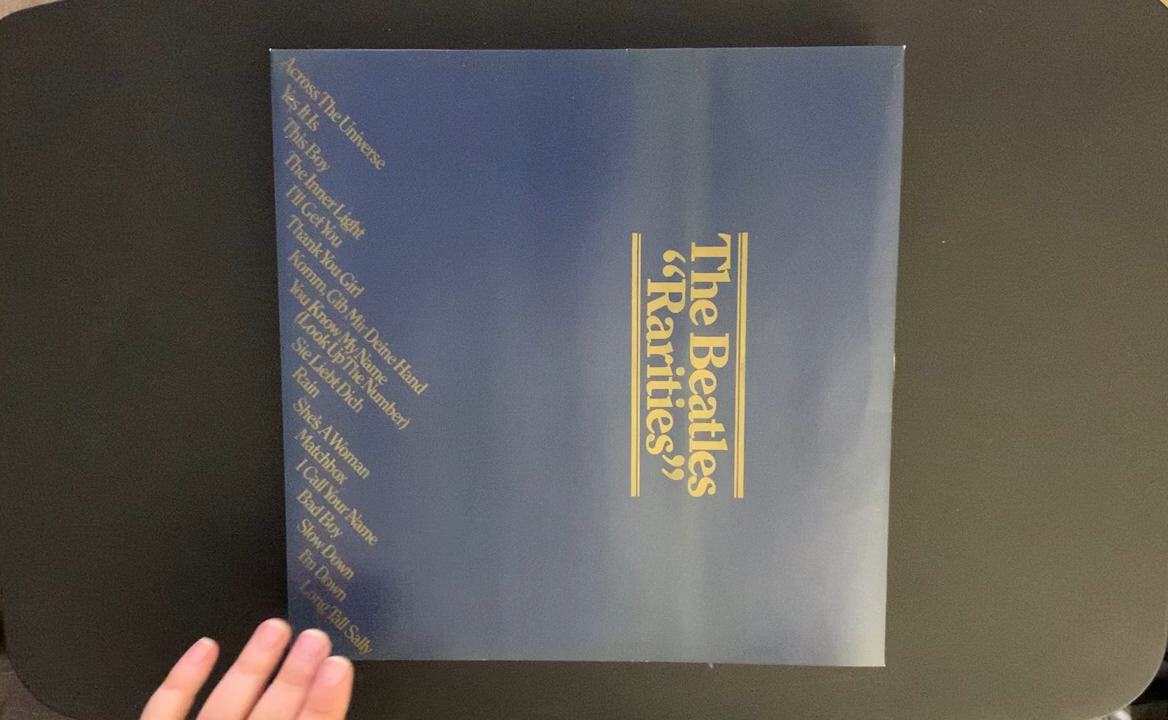 The Beatles
“Rarities”
Across The Universe
Yes It Is
This Boy
The Inner Light
I'll Get You
Thank You Girl
Komm, Gib Mir Deine Hand
You Know My Name
(Look Up The Number)
Sie Liebt Dich
Rain
She's A Woman
Matchbox
I Call Your Name
Bad Boy
Slow Down
I'm Down
Long Tall Sally